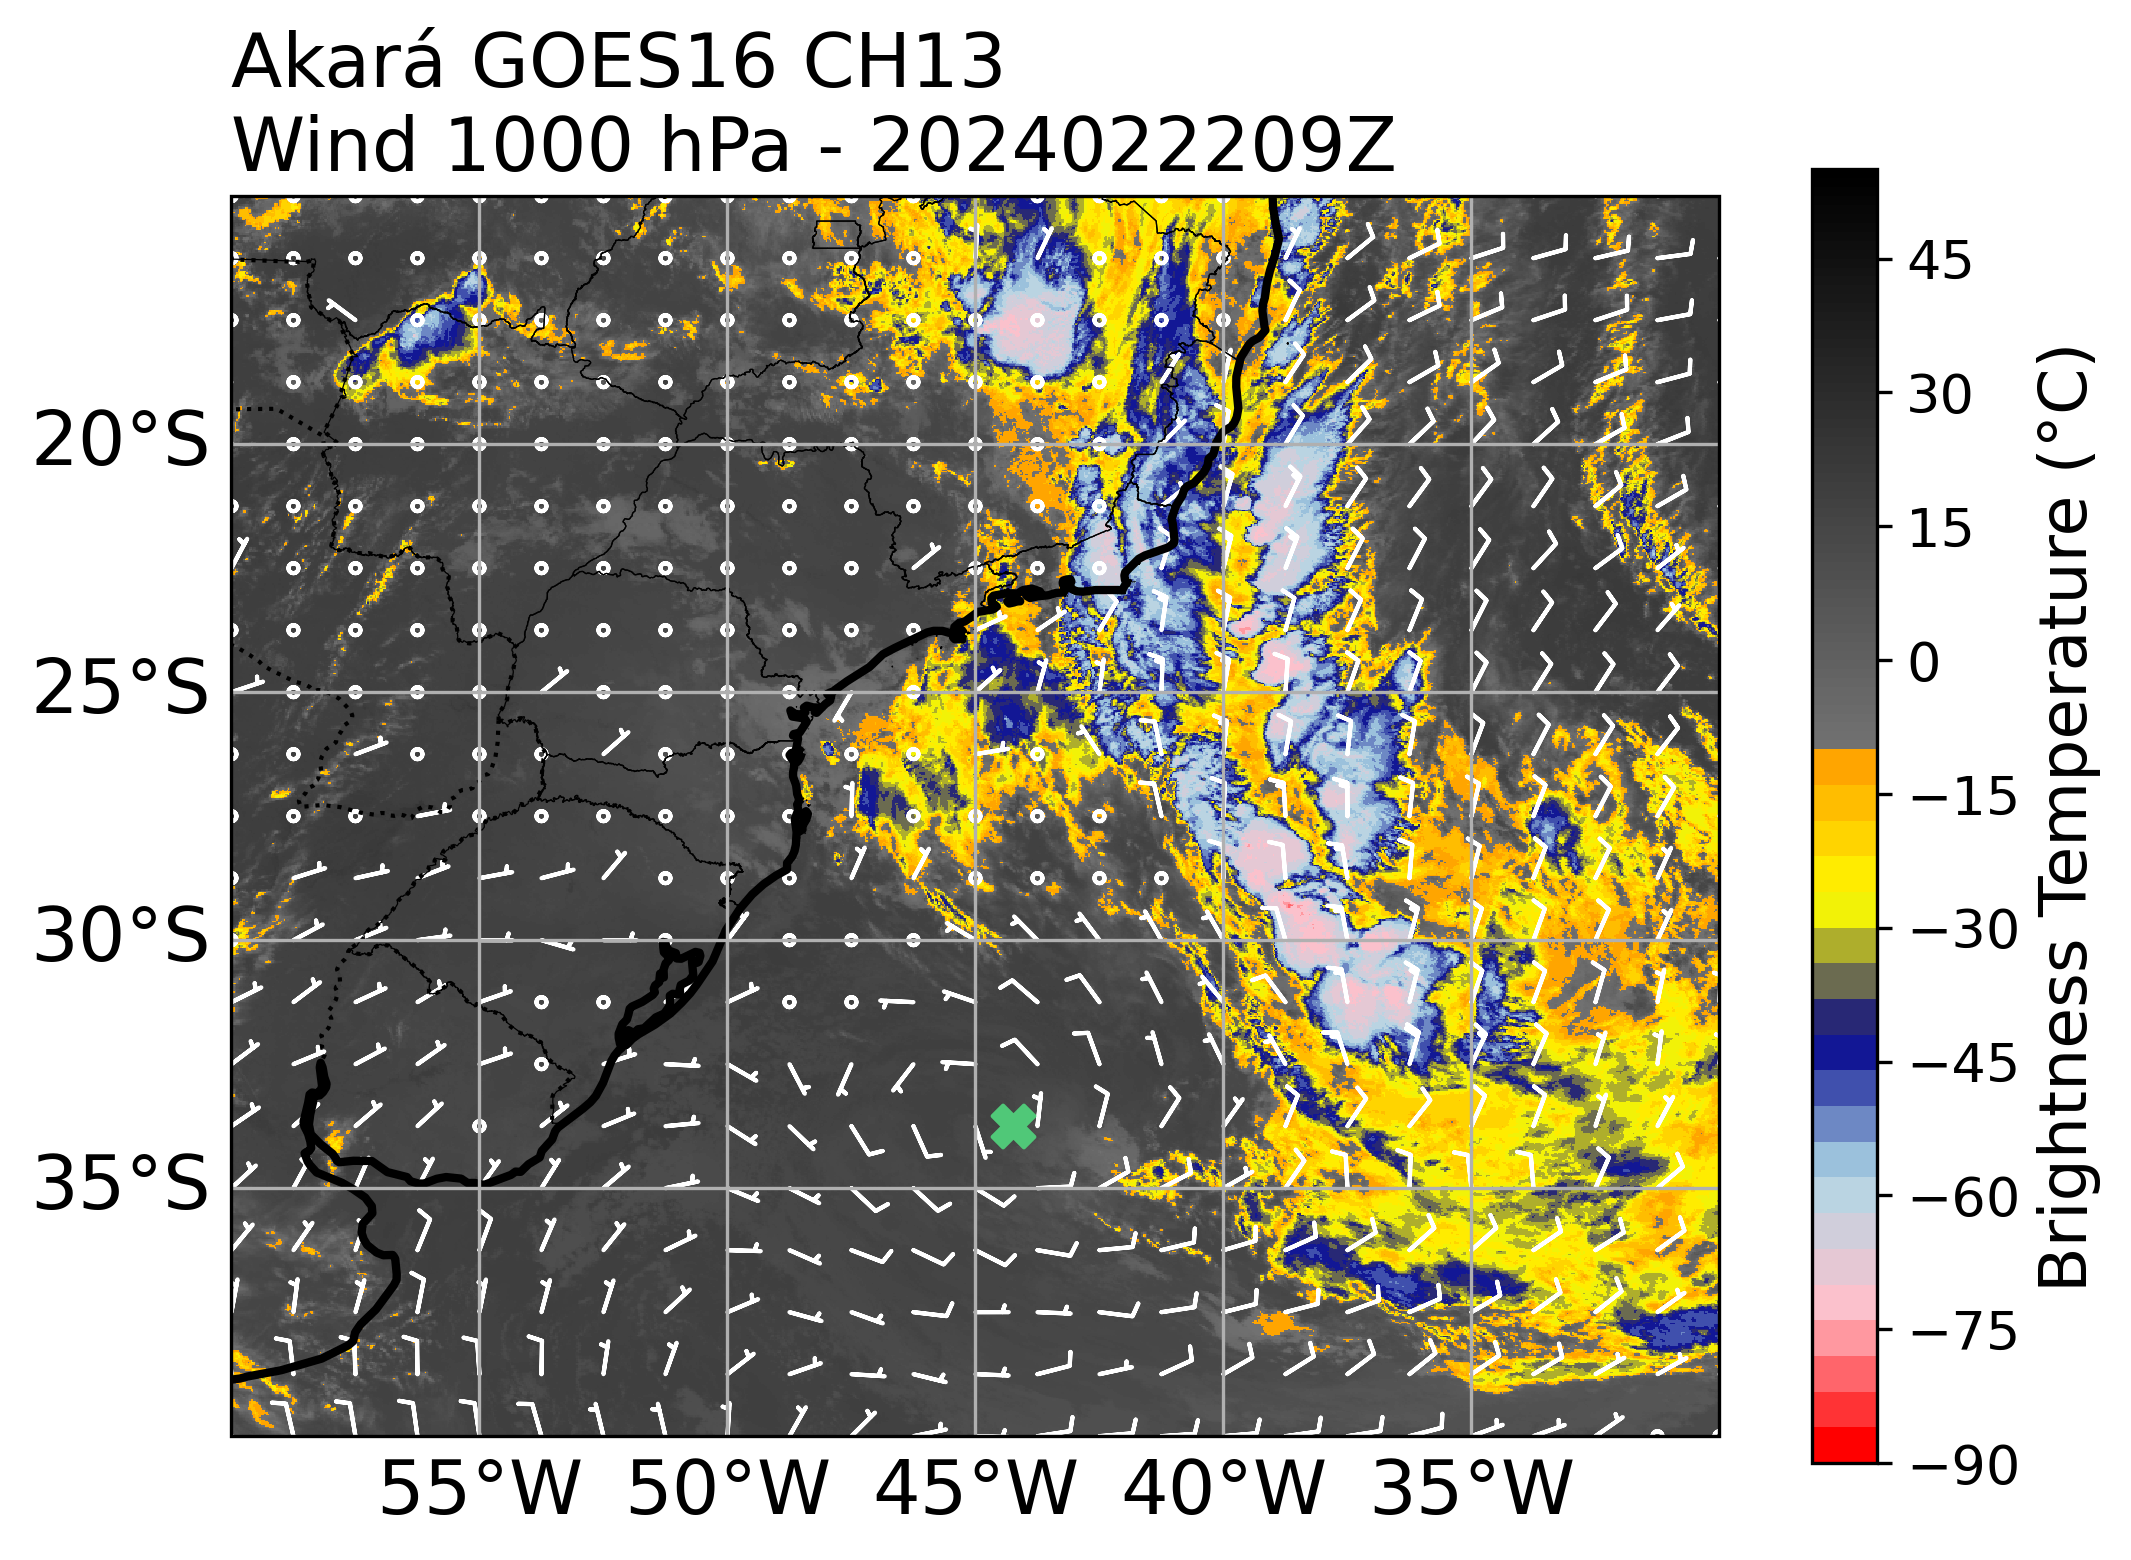 Akará GOES16 CH13
Wind 1000 hPa - 2024022209Z
20°S
25°S
30°S
35°S
55°W 50°W 45°W 40°W 35°W
45
30
15
0
−15
−30
−45
−60
−75
−90
Brightness Temperature (°C)